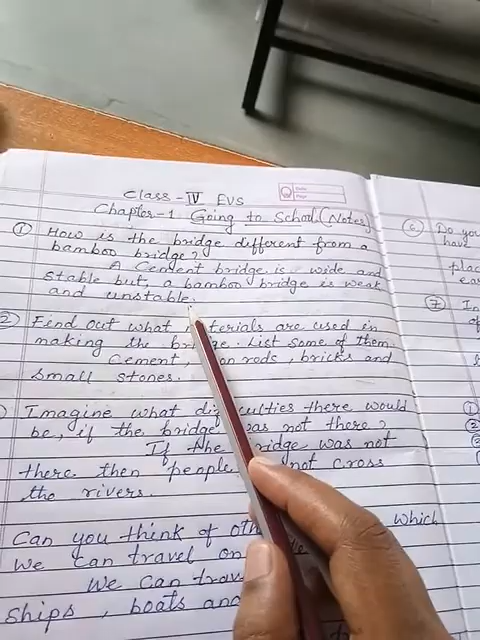 Class-IV EVS
Chapter-1 Going to School (Notes)
① How is the bridge different from a
bamboo bridge?
A Cement bridge is wide and
stable but, a bamboo bridge is weak
and unstable.
② Find out what materials are used in
making the bridge. List some of them.
Cement, rods, bricks and
small stones.
Imagine what difficulties there would
be, if the bridge was not there?
If the bridge was not
there then people not cross
the rivers.
Can you think of which
we can travel on
We can
ships, boats and
Date
Page
c. Do you
have
⑦ In
of
①
②